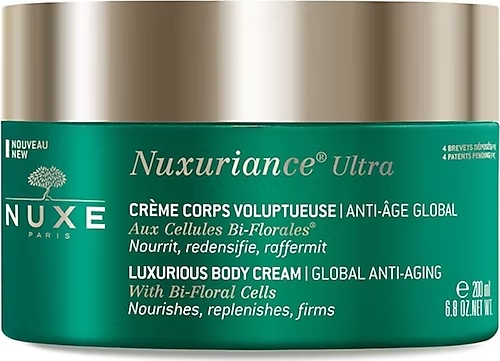 NOUVEAU
NEW
NUXE
PARIS
Nuxuriance® Ultra
4 BREVETS DÉPOSÉS
4 PATENTS PENDING
CRÈME CORPS VOLUPTUEUSE | ANTI-ÂGE GLOBAL
Aux Cellules Bi-Florales®
Nourrit, redensifie, raffermit
LUXURIOUS BODY CREAM | GLOBAL ANTI-AGING
With Bi-Floral Cells
Nourishes, replenishes, firms
℮ 200 ml
6.8 OZ.NET WT.